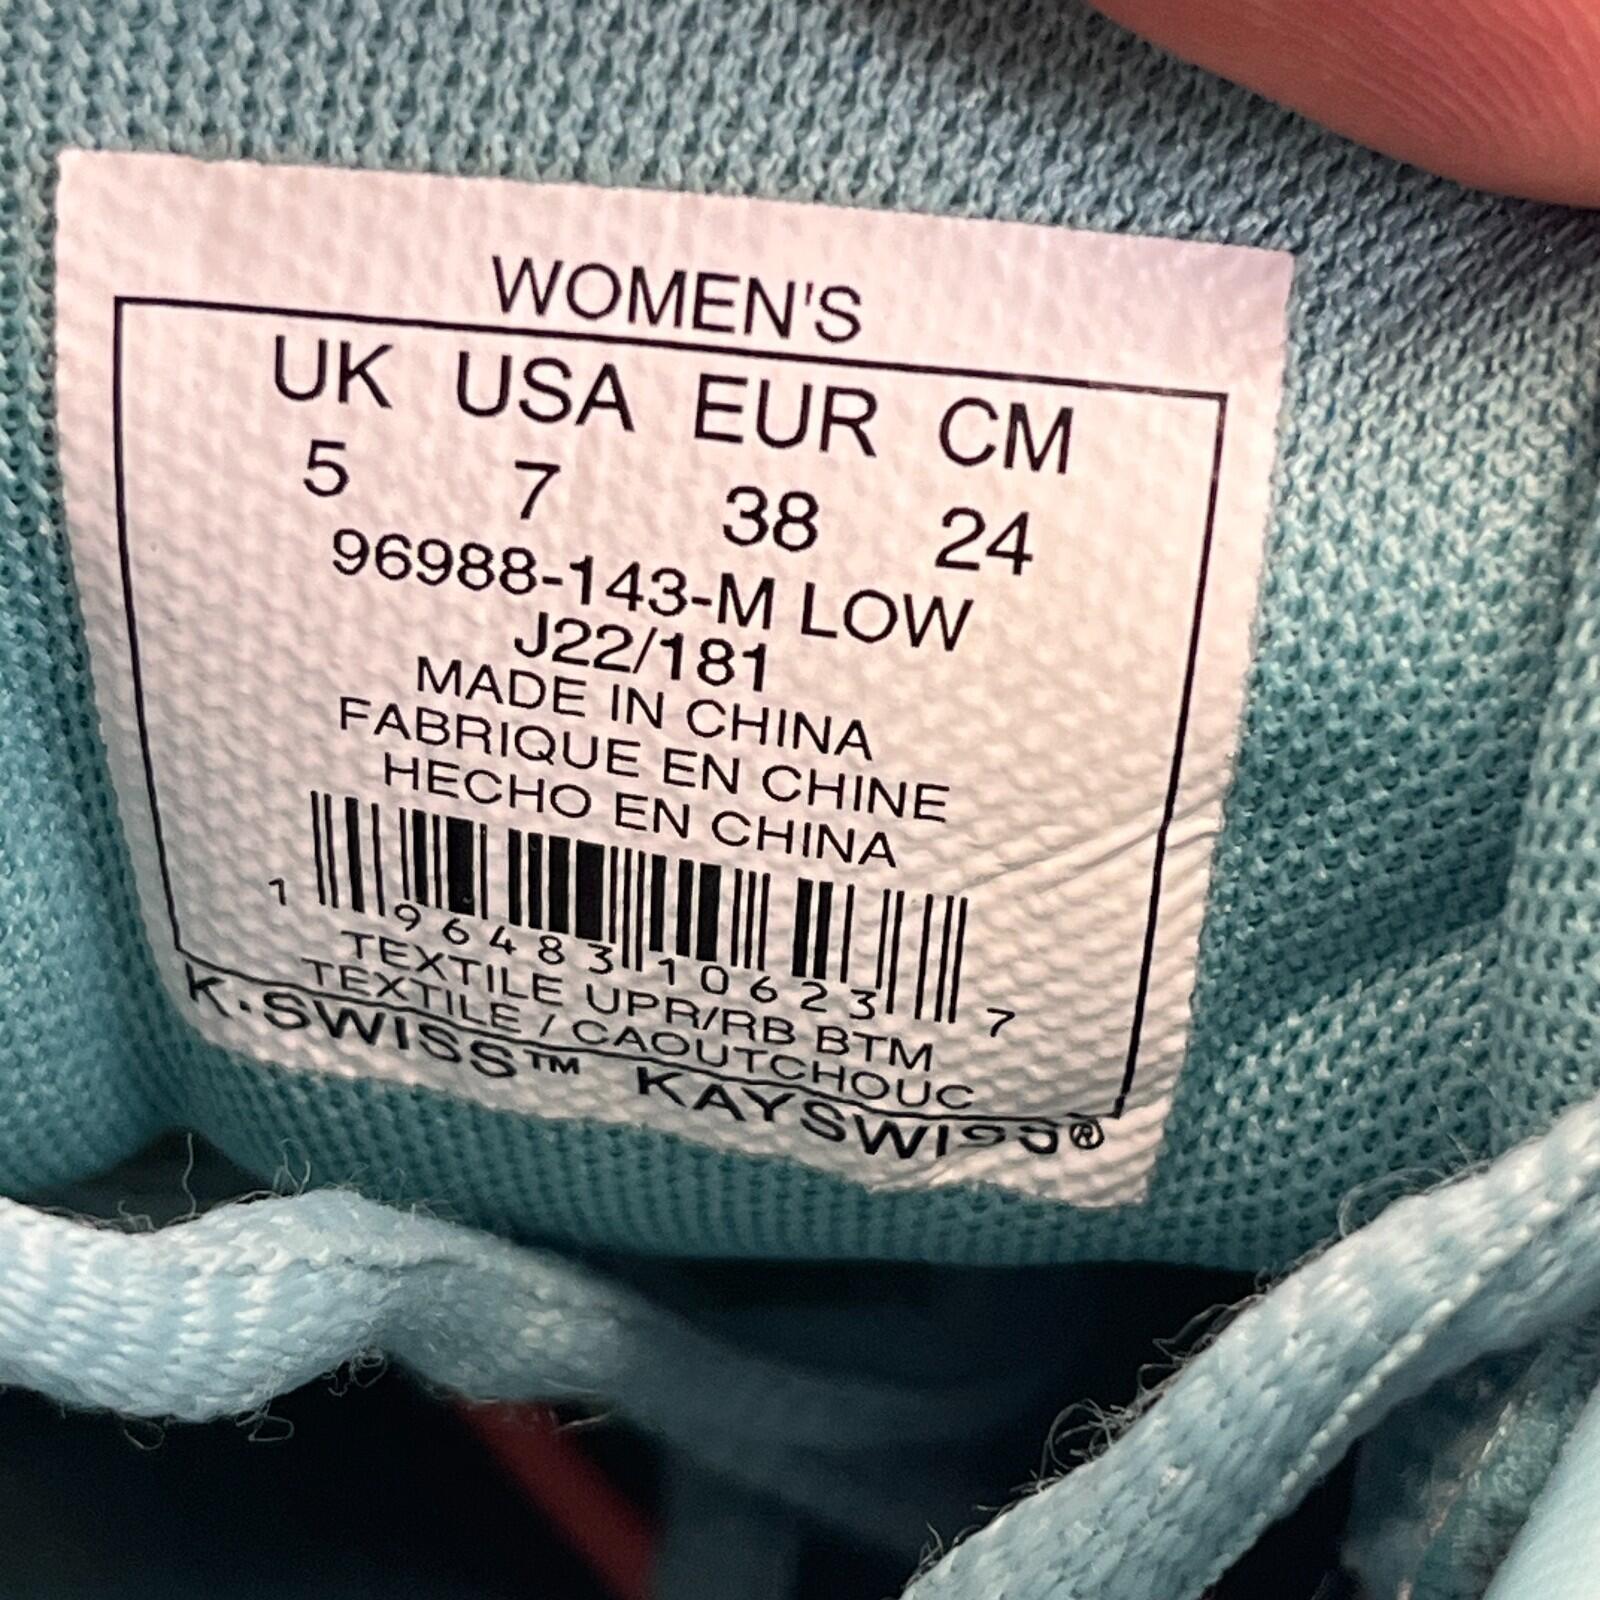 WOMEN'S
UK USA EUR CM
5 7 38 24
96988-143-M LOW
J22/181
MADE IN CHINA
FABRIQUE EN CHINE
HECHO EN CHINA
1 96483 10623 7
TEXTILE UPR/RB BTM
TEXTILE / CAOUTCHOUC
K·SWISS™ KAYSWISS®